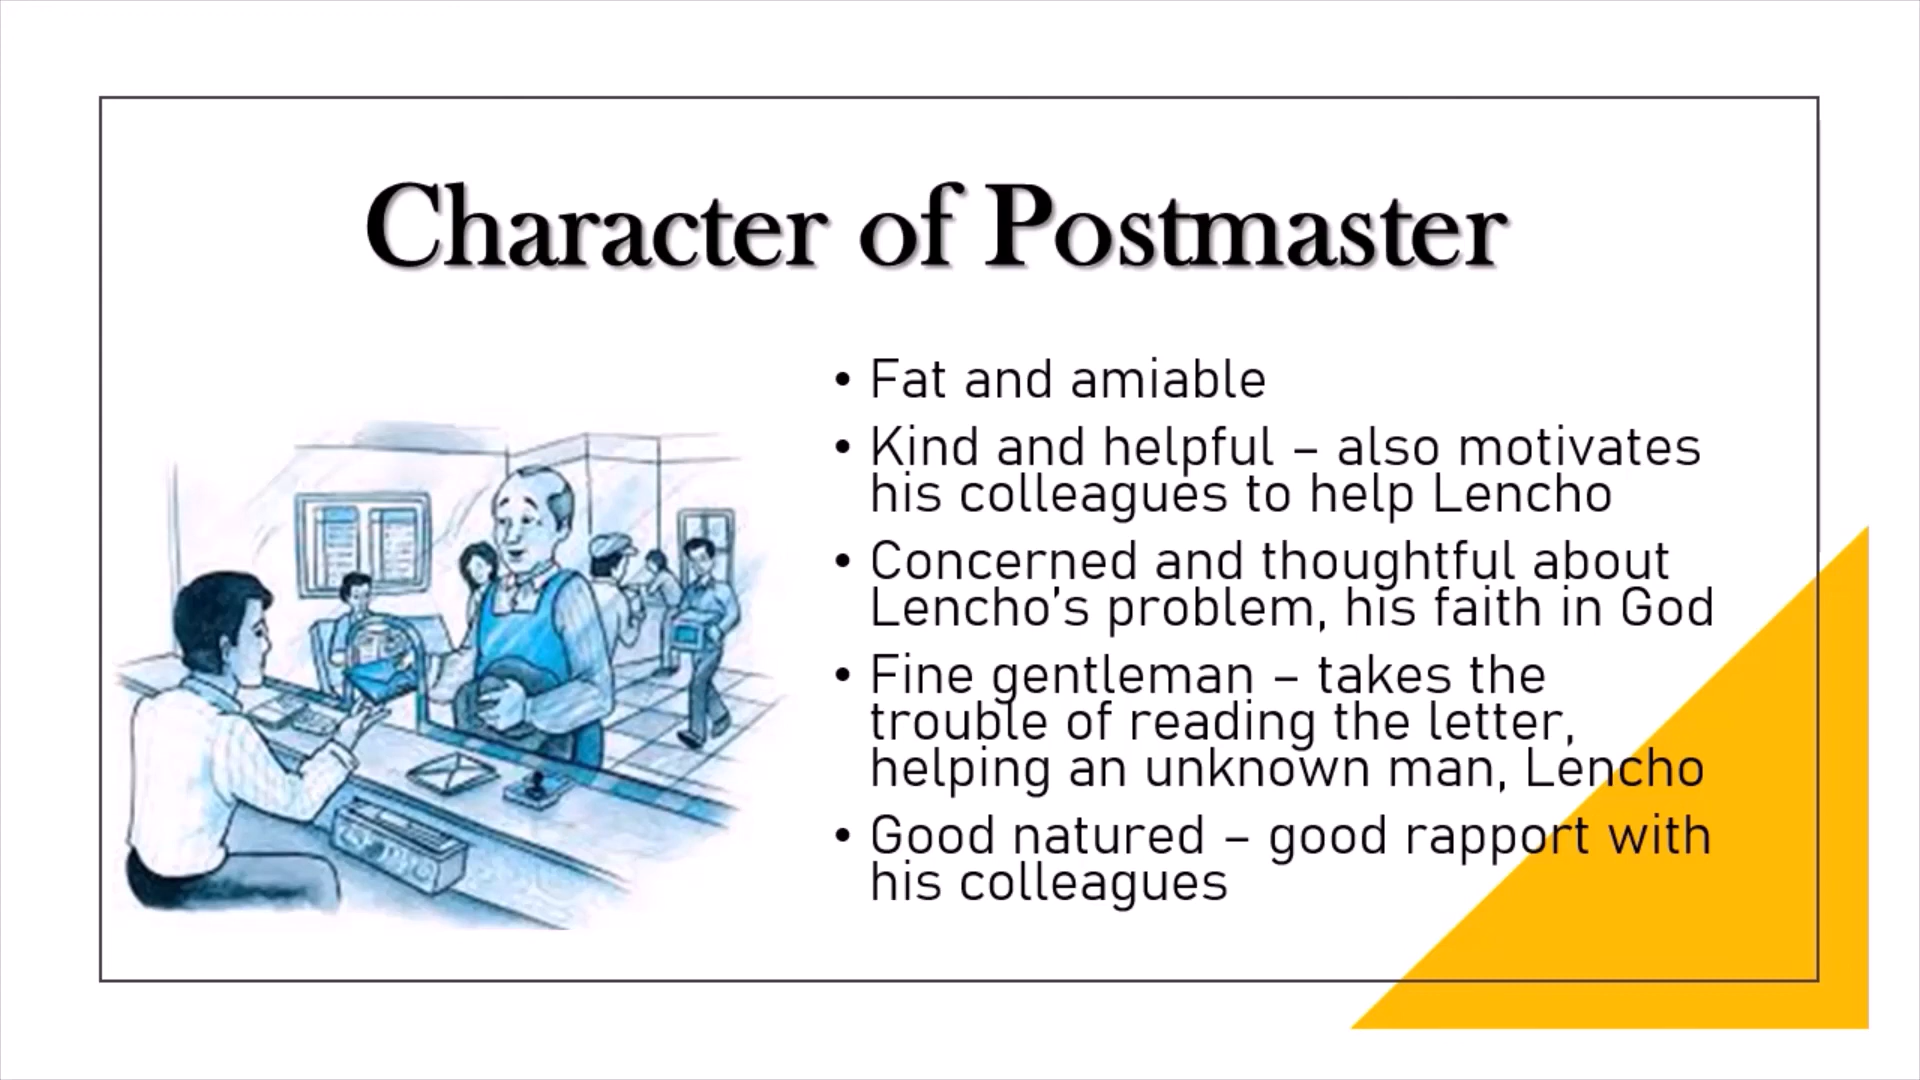 Character of Postmaster
• Fat and amiable
• Kind and helpful – also motivates
his colleagues to help Lencho
• Concerned and thoughtful about
Lencho’s problem, his faith in God
• Fine gentleman – takes the
trouble of reading the letter,
helping an unknown man, Lencho
• Good natured – good rapport with
his colleagues